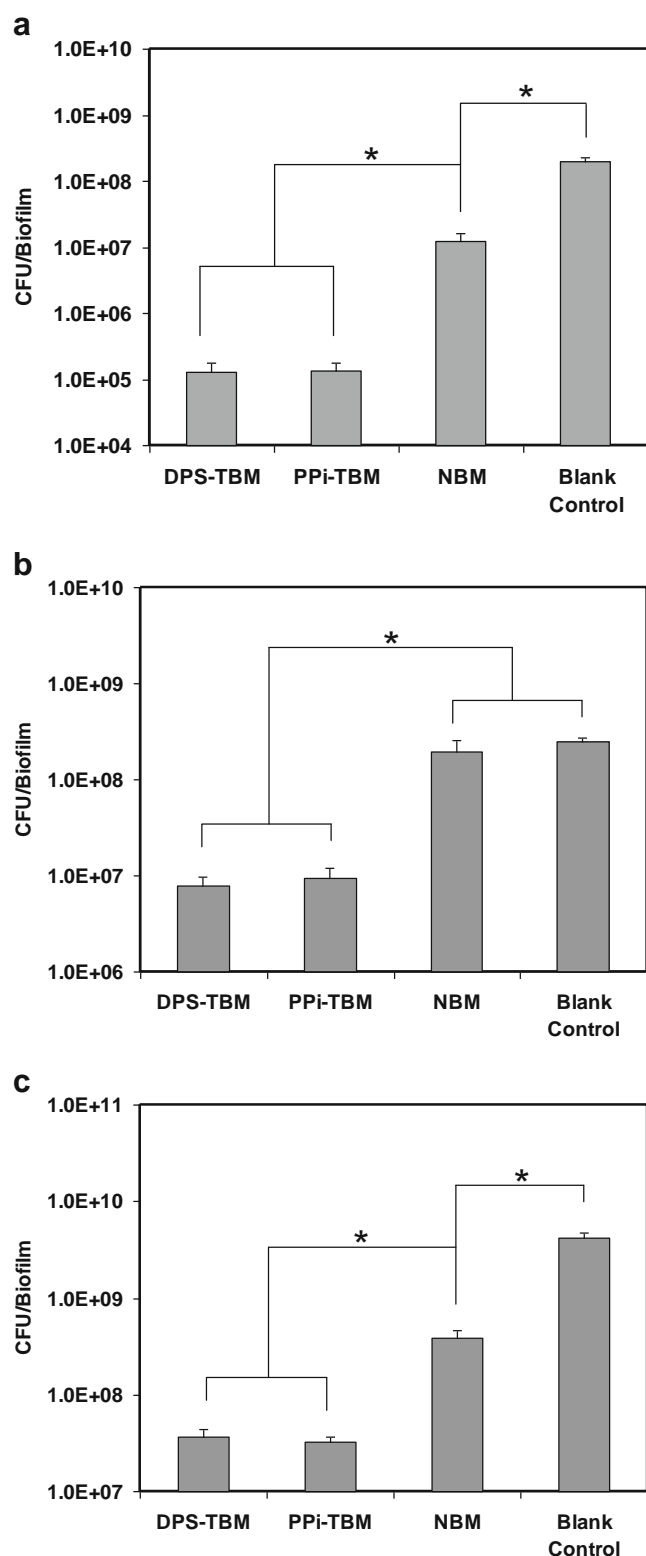 a
1.0E+10
1.0E+09
1.0E+08
1.0E+07
1.0E+06
1.0E+05
1.0E+04
CFU/Biofilm
*
*
DPS-TBM PPi-TBM NBM Blank
Control
b
1.0E+10
1.0E+09
1.0E+08
1.0E+07
1.0E+06
CFU/Biofilm
*
DPS-TBM PPi-TBM NBM Blank
Control
c
1.0E+11
1.0E+10
1.0E+09
1.0E+08
1.0E+07
CFU/Biofilm
*
*
DPS-TBM PPi-TBM NBM Blank
Control